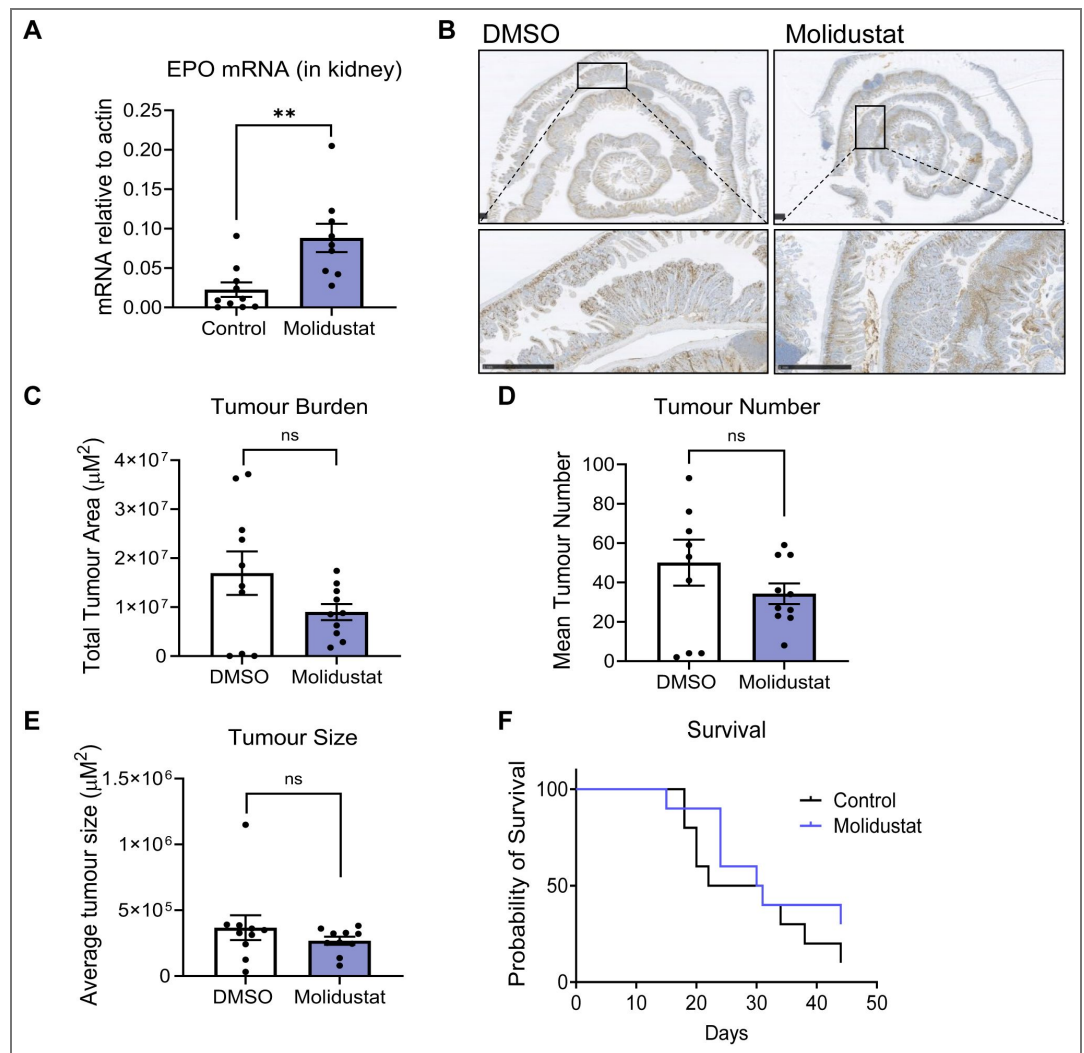 A
EPO mRNA (in kidney)
mRNA relative to actin
0.25
0.20
0.15
0.10
0.05
0.00
**
Control
Molidustat
B
DMSO
Molidustat
C
Tumour Burden
Total Tumour Area (μM²)
4×10⁷
3×10⁷
2×10⁷
1×10⁷
0
ns
DMSO
Molidustat
D
Tumour Number
Mean Tumour Number
100
80
60
40
20
0
ns
DMSO
Molidustat
E
Tumour Size
Average tumour size (μM²)
1.5×10⁶
1×10⁶
5×10⁵
0
ns
DMSO
Molidustat
F
Survival
Probability of Survival
100
50
0
Control
Molidustat
0 10 20 30 40 50
Days